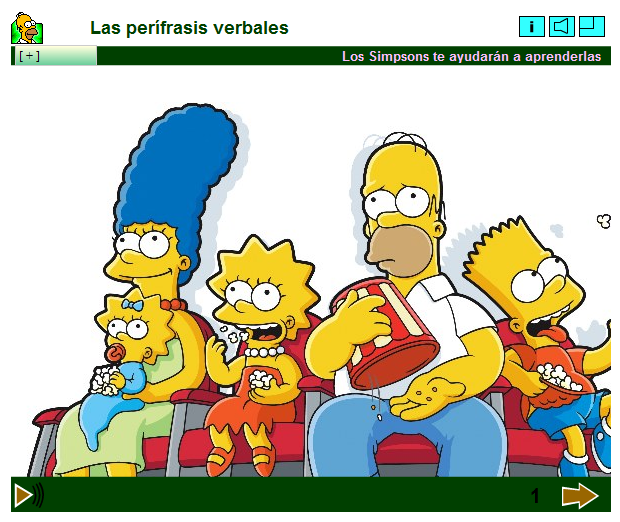 Las perífrasis verbales
i
[+]
Los Simpsons te ayudarán a aprenderlas
1